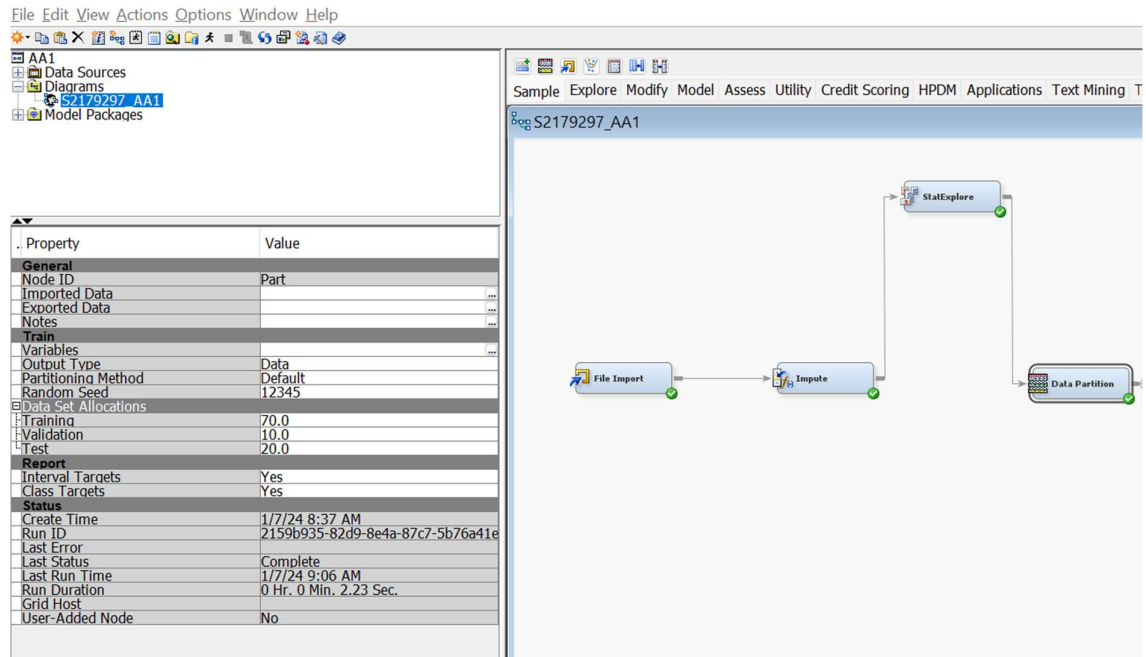 File Edit View Actions Options Window Help
AA1
Data Sources
Diagrams
S2179297_AA1
Model Packages
. Property Value
General
Node ID Part
Imported Data ...
Exported Data ...
Notes ...
Train
Variables ...
Output Type Data
Partitioning Method Default
Random Seed 12345
Data Set Allocations
Training 70.0
Validation 10.0
Test 20.0
Report
Interval Targets Yes
Class Targets Yes
Status
Create Time 1/7/24 8:37 AM
Run ID 2159b935-82d9-8e4a-87c7-5b76a41e
Last Error
Last Status Complete
Last Run Time 1/7/24 9:06 AM
Run Duration 0 Hr. 0 Min. 2.23 Sec.
Grid Host
User-Added Node No
Sample Explore Modify Model Assess Utility Credit Scoring HPDM Applications Text Mining T
S2179297_AA1
StatExplore
File Import
Impute
Data Partition